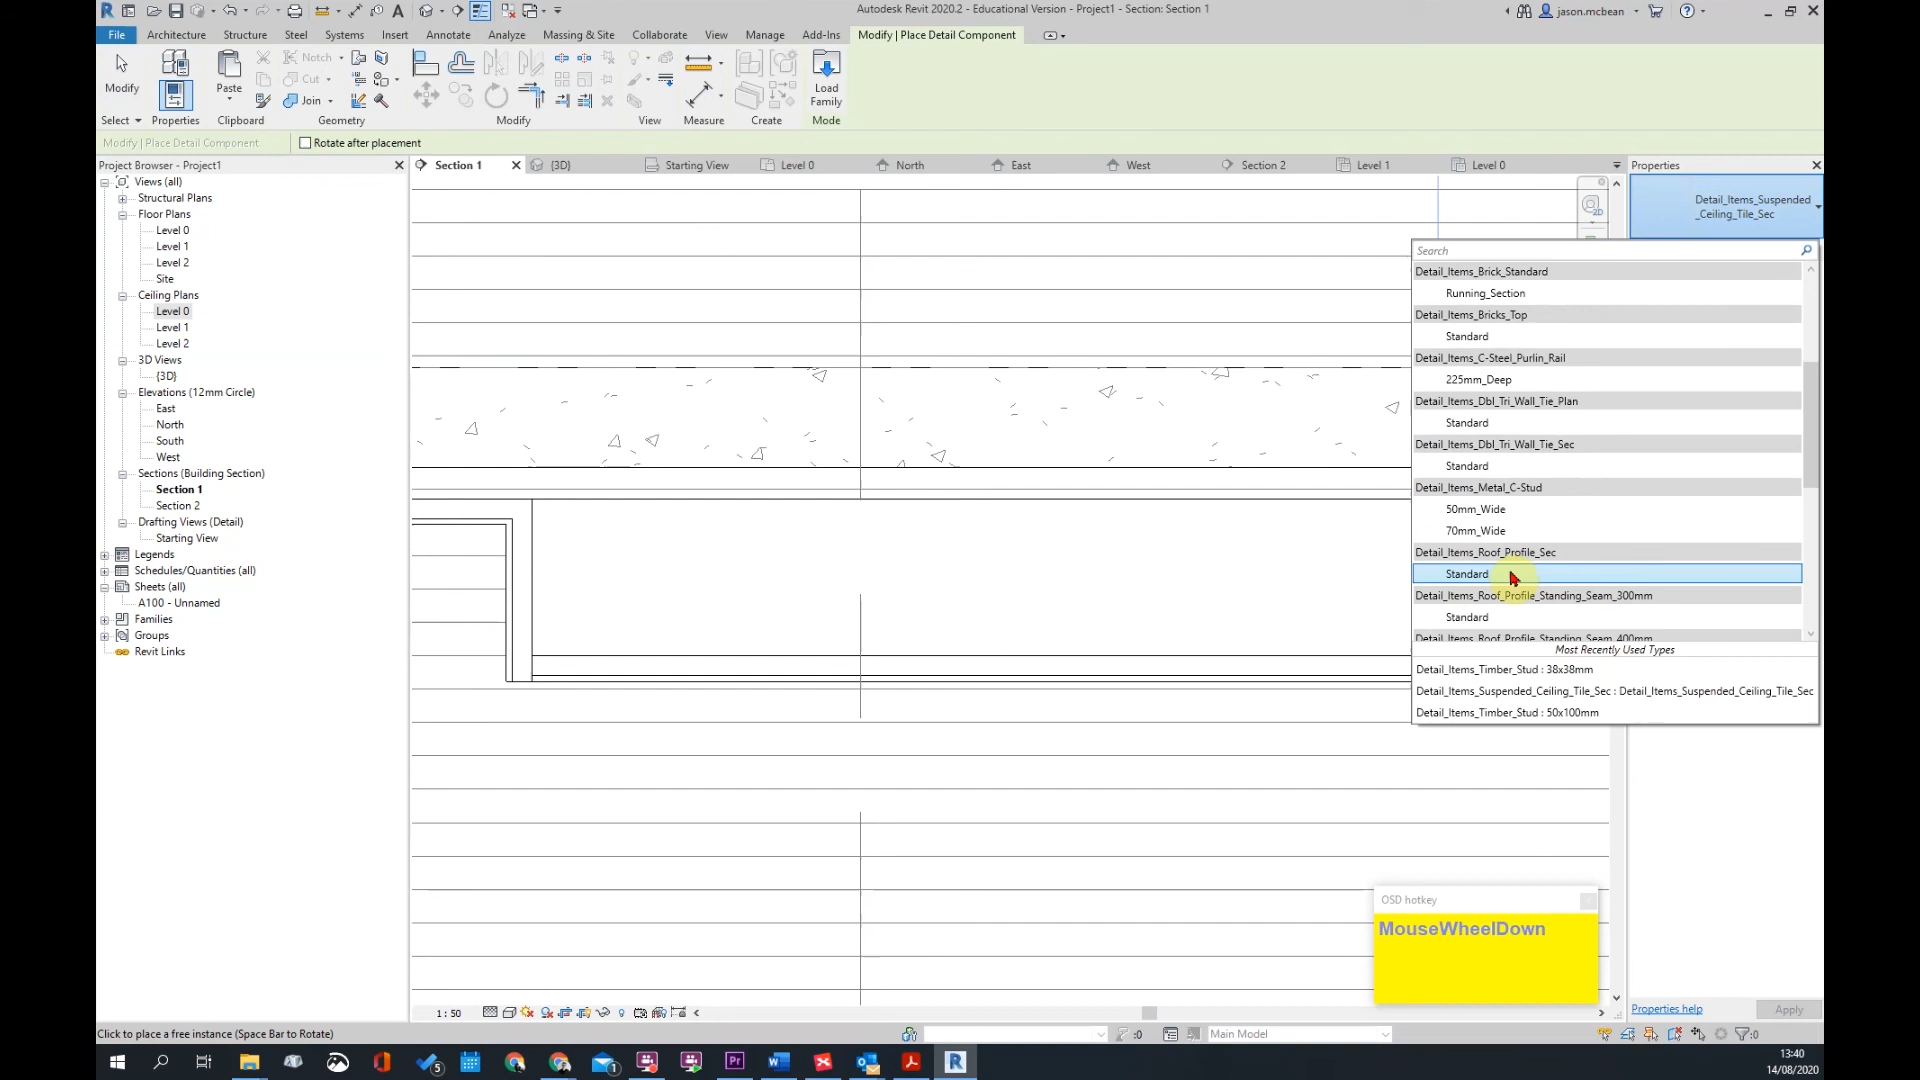 Autodesk Revit 2020.2 - Educational Version - Project1 - Section: Section 1
jason.mcbean
File Architecture Structure Steel Systems Insert Annotate Analyze Massing & Site Collaborate View Manage Add-Ins Modify | Place Detail Component
Modify
Paste
Notch
Cut
Join
Load
Family
Select Properties Clipboard Geometry Modify View Measure Create Mode
Modify | Place Detail Component Rotate after placement
Project Browser - Project1
Section 1 {3D} Starting View Level 0 North East West Section 2 Level 1 Level 0
Properties
Views (all)
Structural Plans
Floor Plans
Level 0
Level 1
Level 2
Site
Ceiling Plans
Level 0
Level 1
Level 2
3D Views
{3D}
Elevations (12mm Circle)
East
North
South
West
Sections (Building Section)
Section 1
Section 2
Drafting Views (Detail)
Starting View
Legends
Schedules/Quantities (all)
Sheets (all)
A100 - Unnamed
Families
Groups
Revit Links
Detail_Items_Suspended
_Ceiling_Tile_Sec
2D
Search
Detail_Items_Brick_Standard
Running_Section
Detail_Items_Bricks_Top
Standard
Detail_Items_C-Steel_Purlin_Rail
225mm_Deep
Detail_Items_Dbl_Tri_Wall_Tie_Plan
Standard
Detail_Items_Dbl_Tri_Wall_Tie_Sec
Standard
Detail_Items_Metal_C-Stud
50mm_Wide
70mm_Wide
Detail_Items_Roof_Profile_Sec
Standard
Detail_Items_Roof_Profile_Standing_Seam_300mm
Standard
Detail_Items_Roof_Profile_Standing_Seam_400mm
Most Recently Used Types
Detail_Items_Timber_Stud : 38x38mm
Detail_Items_Suspended_Ceiling_Tile_Sec : Detail_Items_Suspended_Ceiling_Tile_Sec
Detail_Items_Timber_Stud : 50x100mm
OSD hotkey
MouseWheelDown
1 : 50
Properties help
Apply
Click to place a free instance (Space Bar to Rotate)
:0
Main Model
:0
5
1
Pr
13:40
14/08/2020